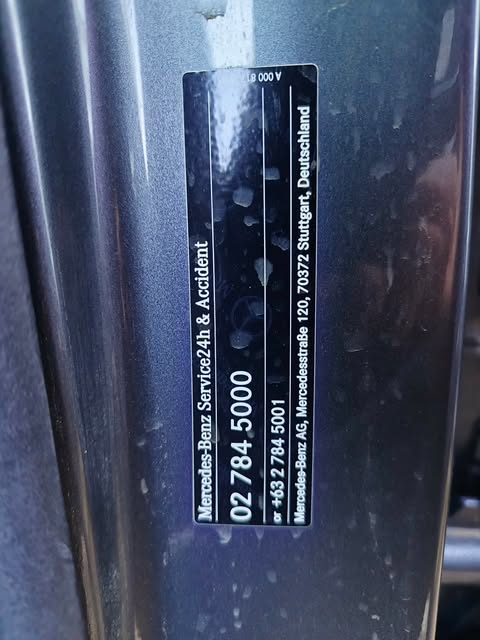 Mercedes-Benz Service24h & Accident
02 784 5000
or +63 2 784 5001
Mercedes-Benz AG, Mercedesstraße 120, 70372 Stuttgart, Deutschland
A 000